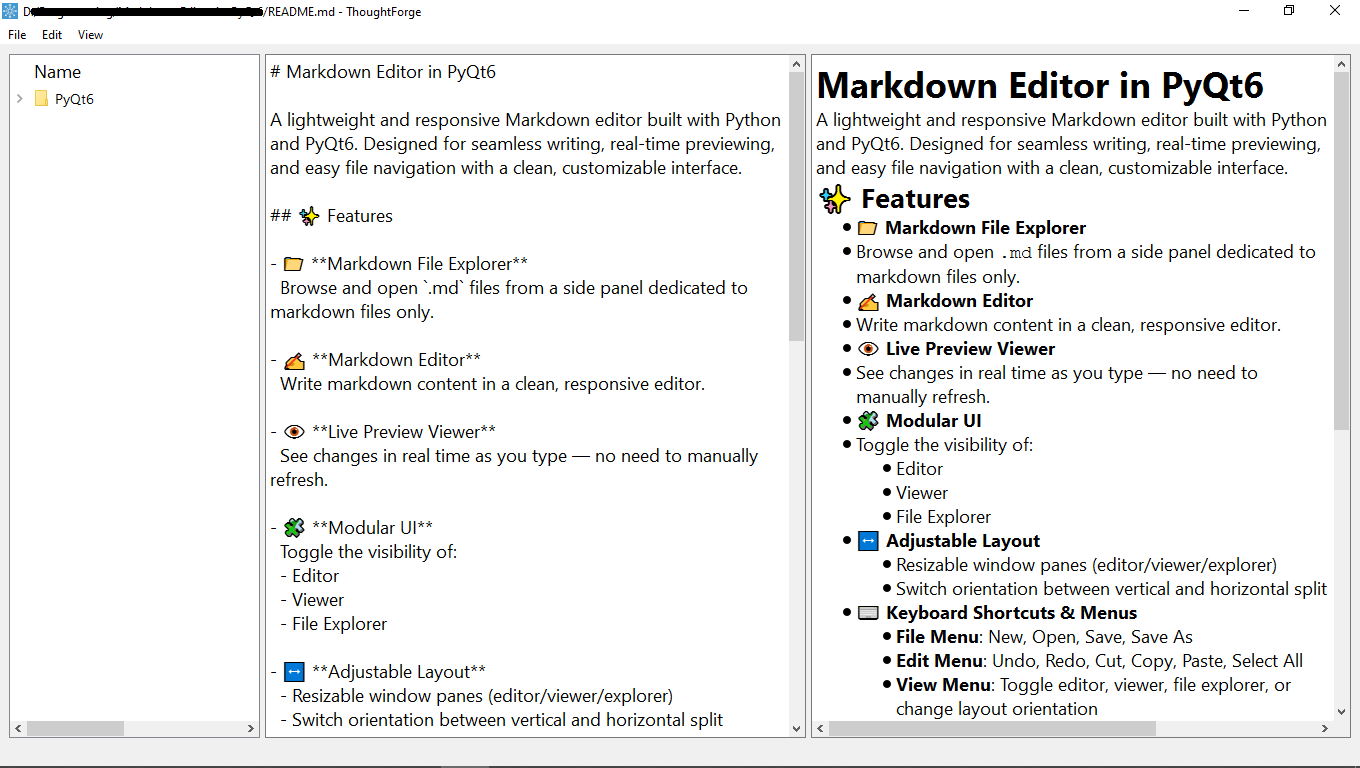 /README.md - ThoughtForge
File Edit View
Name
PyQt6
# Markdown Editor in PyQt6
A lightweight and responsive Markdown editor built with Python
and PyQt6. Designed for seamless writing, real-time previewing,
and easy file navigation with a clean, customizable interface.
## ✨ Features
- 📁 **Markdown File Explorer**
Browse and open `.md` files from a side panel dedicated to
markdown files only.
- ✍️ **Markdown Editor**
Write markdown content in a clean, responsive editor.
- 👁️ **Live Preview Viewer**
See changes in real time as you type — no need to manually
refresh.
- 🧩 **Modular UI**
Toggle the visibility of:
- Editor
- Viewer
- File Explorer
- ↔️ **Adjustable Layout**
- Resizable window panes (editor/viewer/explorer)
- Switch orientation between vertical and horizontal split
Markdown Editor in PyQt6
A lightweight and responsive Markdown editor built with Python
and PyQt6. Designed for seamless writing, real-time previewing,
and easy file navigation with a clean, customizable interface.
✨ Features
• 📁 Markdown File Explorer
• Browse and open .md files from a side panel dedicated to
markdown files only.
• ✍️ Markdown Editor
• Write markdown content in a clean, responsive editor.
• 👁️ Live Preview Viewer
• See changes in real time as you type — no need to
manually refresh.
• 🧩 Modular UI
• Toggle the visibility of:
• Editor
• Viewer
• File Explorer
• ↔️ Adjustable Layout
• Resizable window panes (editor/viewer/explorer)
• Switch orientation between vertical and horizontal split
• ⌨️ Keyboard Shortcuts & Menus
• File Menu: New, Open, Save, Save As
• Edit Menu: Undo, Redo, Cut, Copy, Paste, Select All
• View Menu: Toggle editor, viewer, file explorer, or
change layout orientation